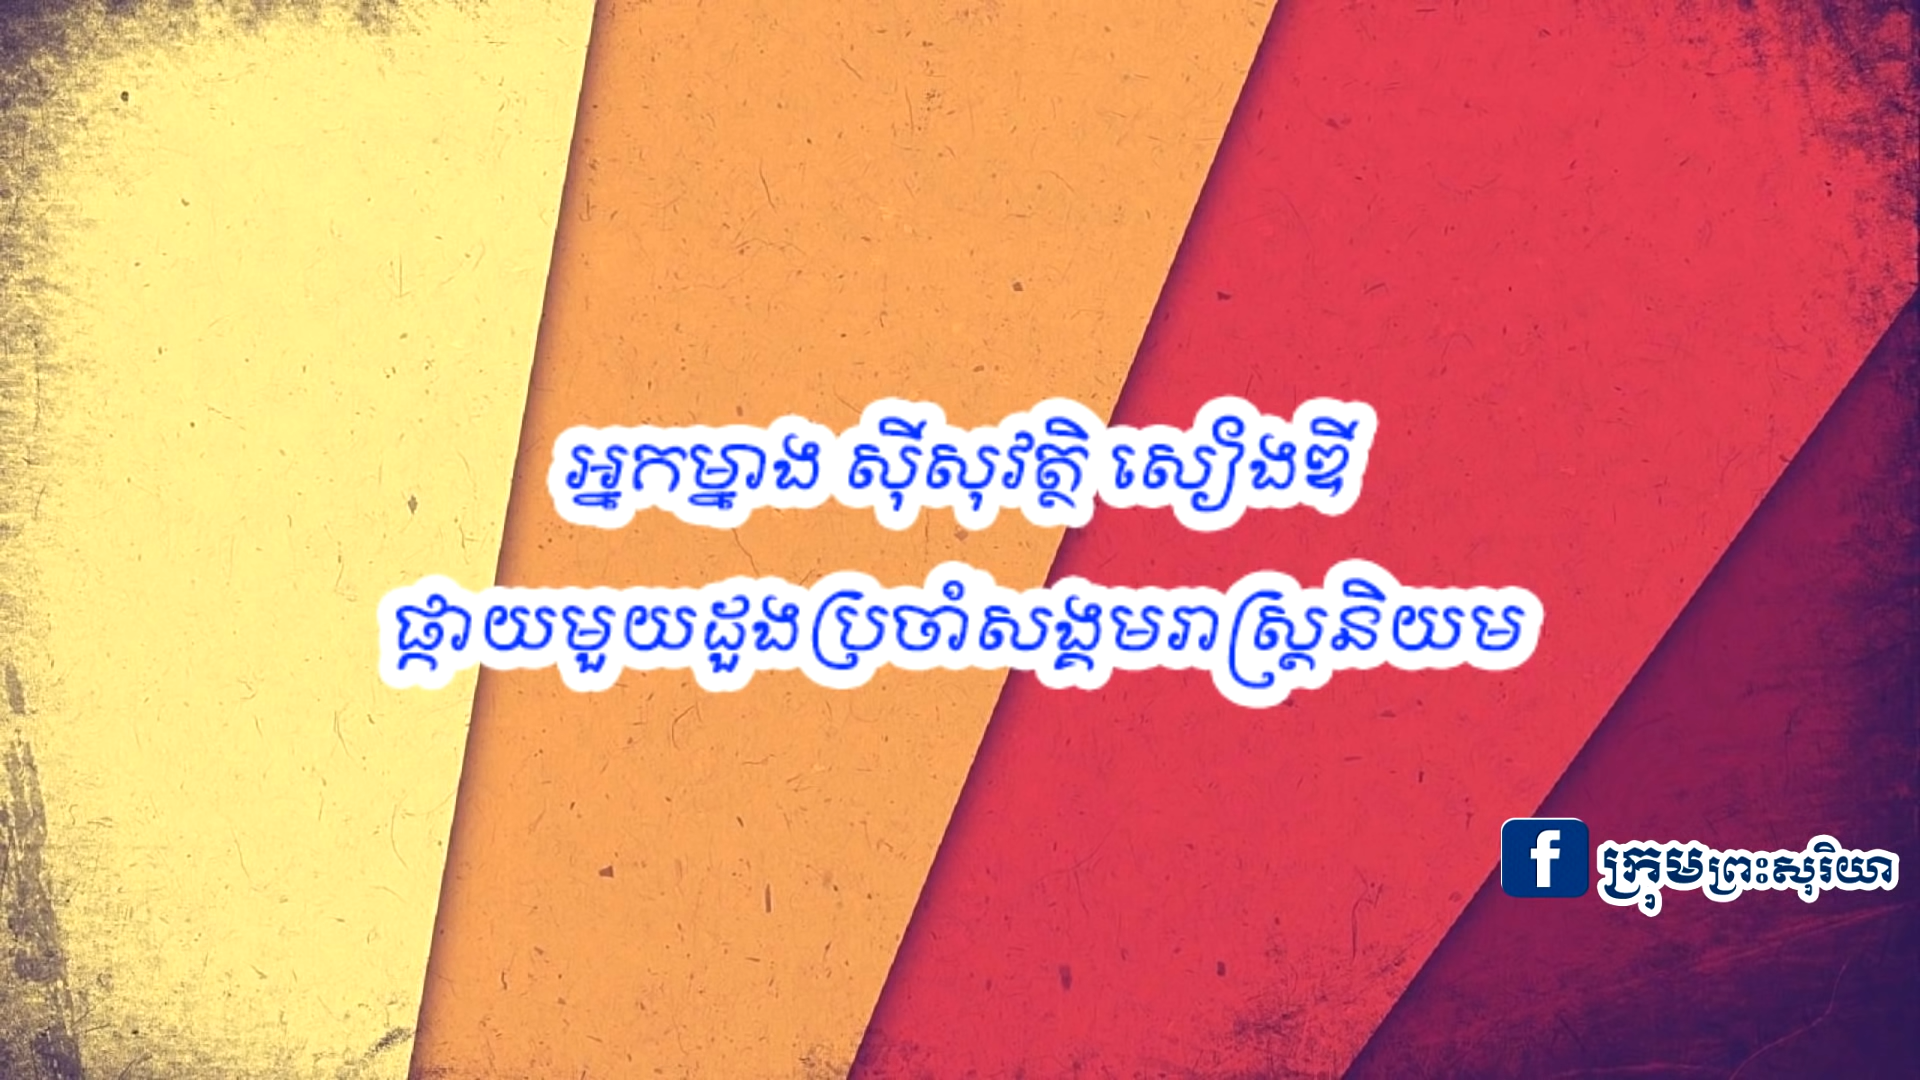 អ្នកម្នាង ស៊ីសុវត្ថិ សៀងឌី
ផ្កាយមួយដួងប្រចាំសង្គមរាស្ត្រនិយម
f ក្រុមព្រះសុរិយា